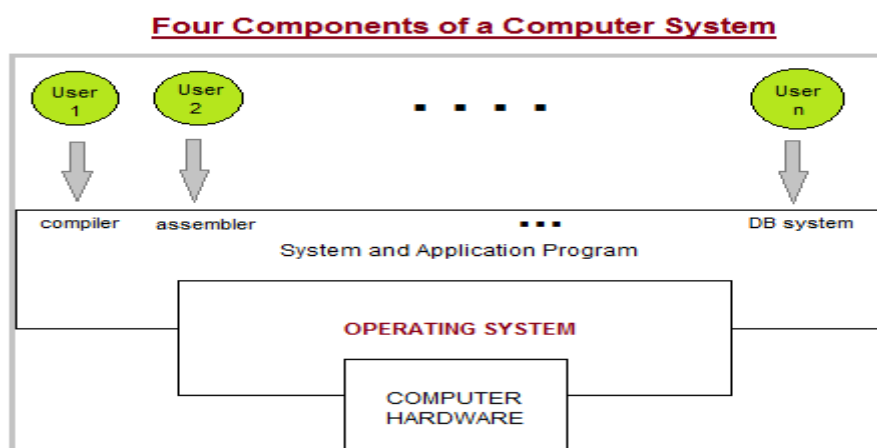 Four Components of a Computer System
User
1
User
2
. . . .
User
n
compiler
assembler
...
DB system
System and Application Program
OPERATING SYSTEM
COMPUTER
HARDWARE